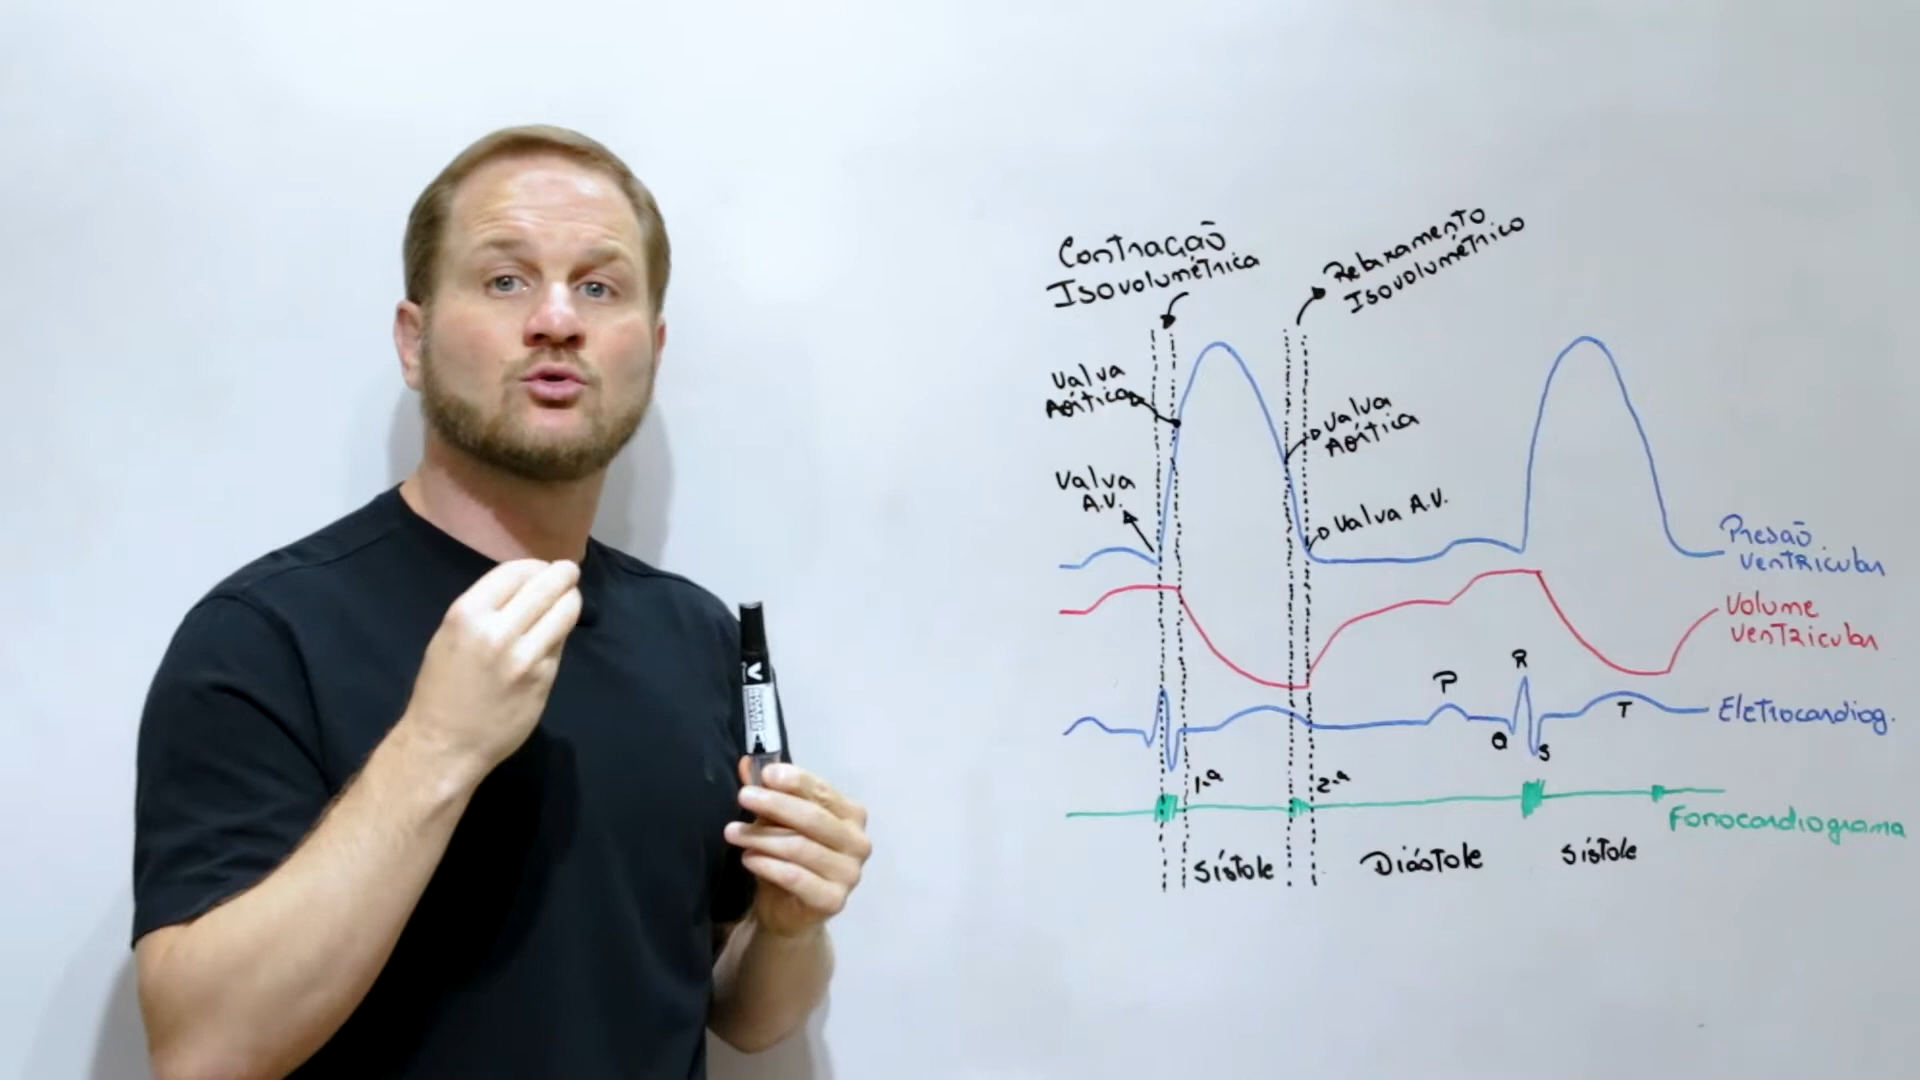 Contração
Isovolumétrica
Relaxamento
Isovolumétrico
Valva
Aórtica
Valva
Aórtica
Valva
A.V.
Valva A.V.
Presão
Ventricular
Volume
Ventricular
P
R
Q
S
T
Eletrocardiog.
1.ª
2.ª
Fonocardiograma
Sístole
Diástole
Sístole